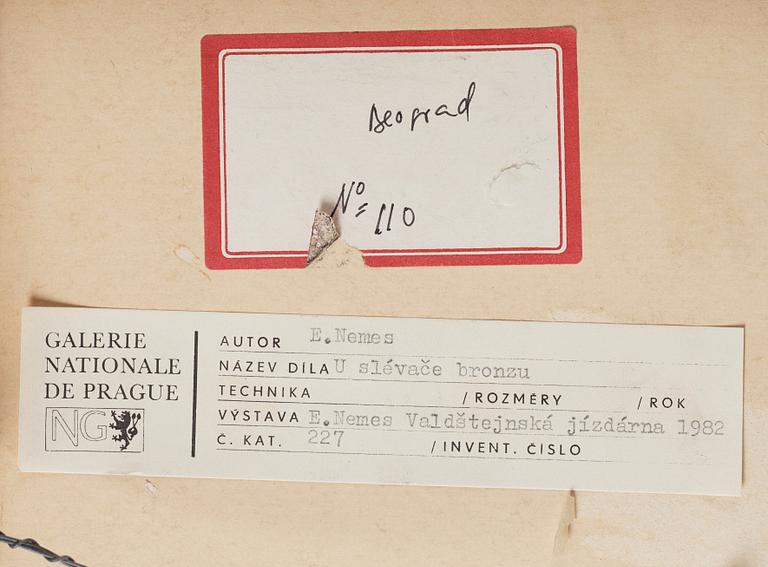 Beograd
Nº 110
GALERIE
NATIONALE
DE PRAGUE
NG
AUTOR E.Nemes
NÁZEV DÍLA U slévače bronzu
TECHNIKA / ROZMĚRY / ROK
VÝSTAVA E.Nemes Valdštejnská jízdárna 1982
Č. KAT. 227 / INVENT. ČISLO